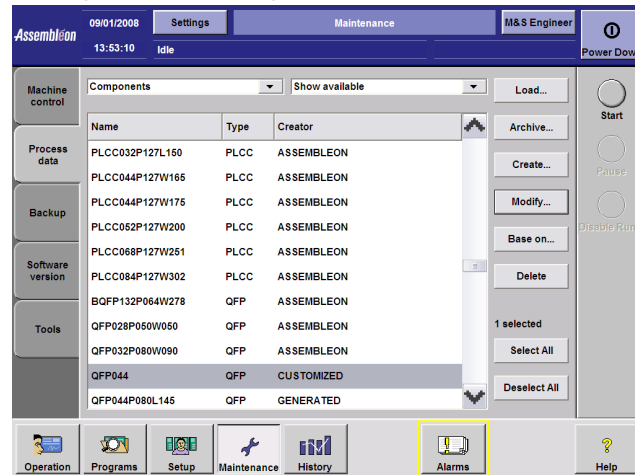 Assembléon
09/01/2008
Settings
Maintenance
M&S Engineer
13:53:10
Idle
Power Dow
Machine
control
Process
data
Backup
Software
version
Tools
Components
Show available
Name Type Creator
PLCC032P127L150 PLCC ASSEMBLEON
PLCC044P127W165 PLCC ASSEMBLEON
PLCC044P127W175 PLCC ASSEMBLEON
PLCC052P127W200 PLCC ASSEMBLEON
PLCC068P127W251 PLCC ASSEMBLEON
PLCC084P127W302 PLCC ASSEMBLEON
BQFP132P064W278 QFP ASSEMBLEON
QFP028P050W050 QFP ASSEMBLEON
QFP032P080W090 QFP ASSEMBLEON
QFP044 QFP CUSTOMIZED
QFP044P080L145 QFP GENERATED
Load...
Archive...
Create...
Modify...
Base on...
Delete
1 selected
Select All
Deselect All
Start
Pause
Disable Run
Operation
Programs
Setup
Maintenance
History
Alarms
Help